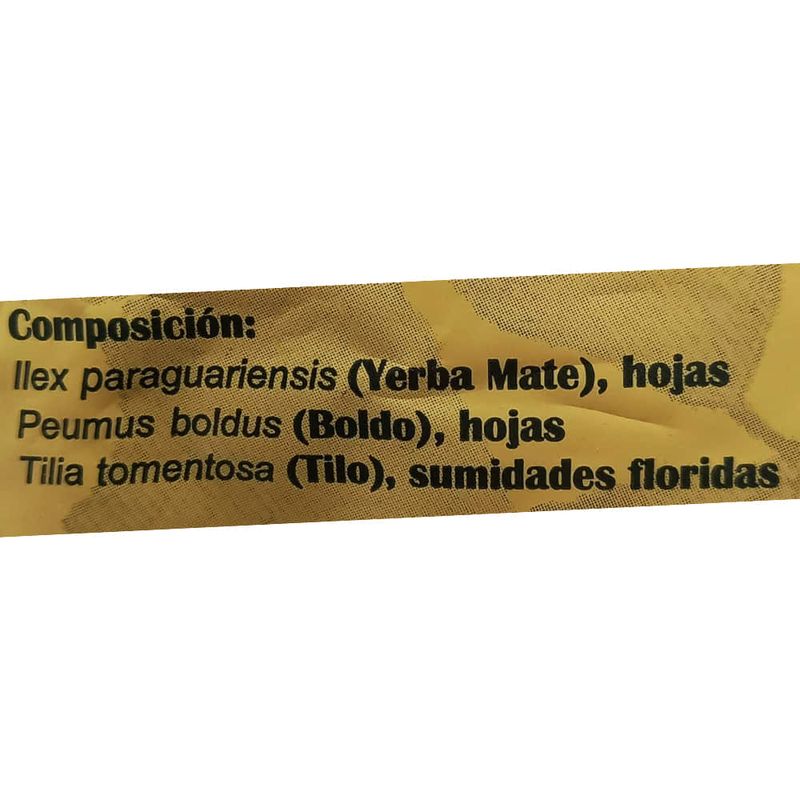 Composición:
Ilex paraguariensis (Yerba Mate), hojas
Peumus boldus (Boldo), hojas
Tilia tomentosa (Tilo), sumidades floridas